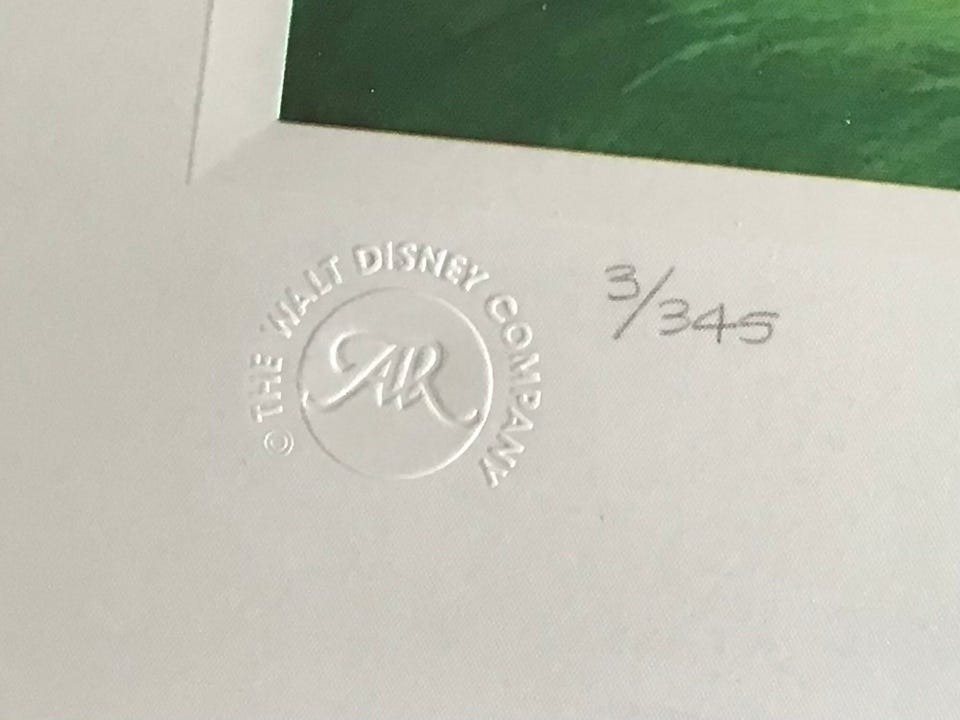 © THE WALT DISNEY COMPANY
AR
3/345